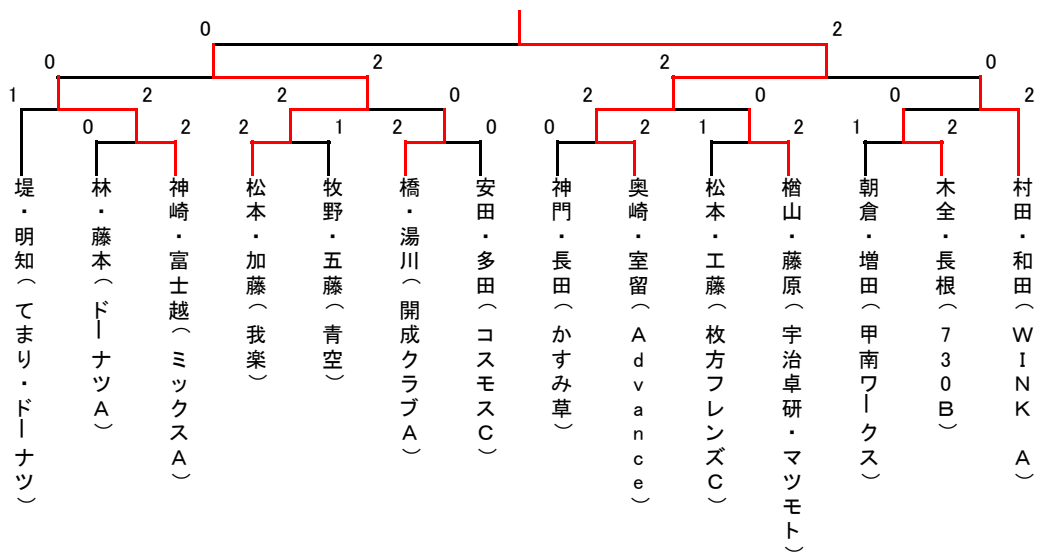 0 2
0 2 2 0
1 2 2 0 2 0 0 2
0 2 2 1 2 0 0 2 1 2 1 2
堤・明知（てまり・ドーナツ）
林・藤本（ドーナツA）
神崎・富士越（ミックスA）
松本・加藤（我楽）
牧野・五藤（青空）
橋・湯川（開成クラブA）
安田・多田（コスモスC）
神門・長田（かすみ草）
奥崎・室留（Advance）
松本・工藤（枚方フレンズC）
楢山・藤原（宇治卓研・マツモト）
朝倉・増田（甲南ワークス）
木全・長根（730B）
村田・和田（WINK A）